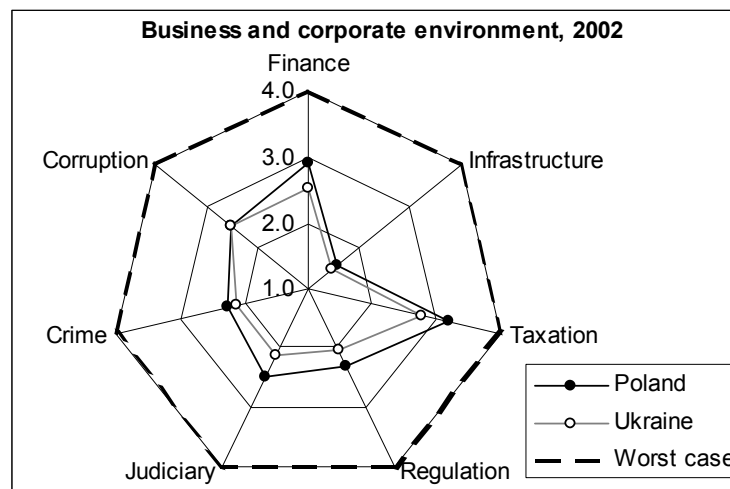 Business and corporate environment, 2002
Finance
4.0
Corruption
Infrastructure
3.0
2.0
1.0
Crime
Taxation
Judiciary
Regulation
Poland
Ukraine
Worst case